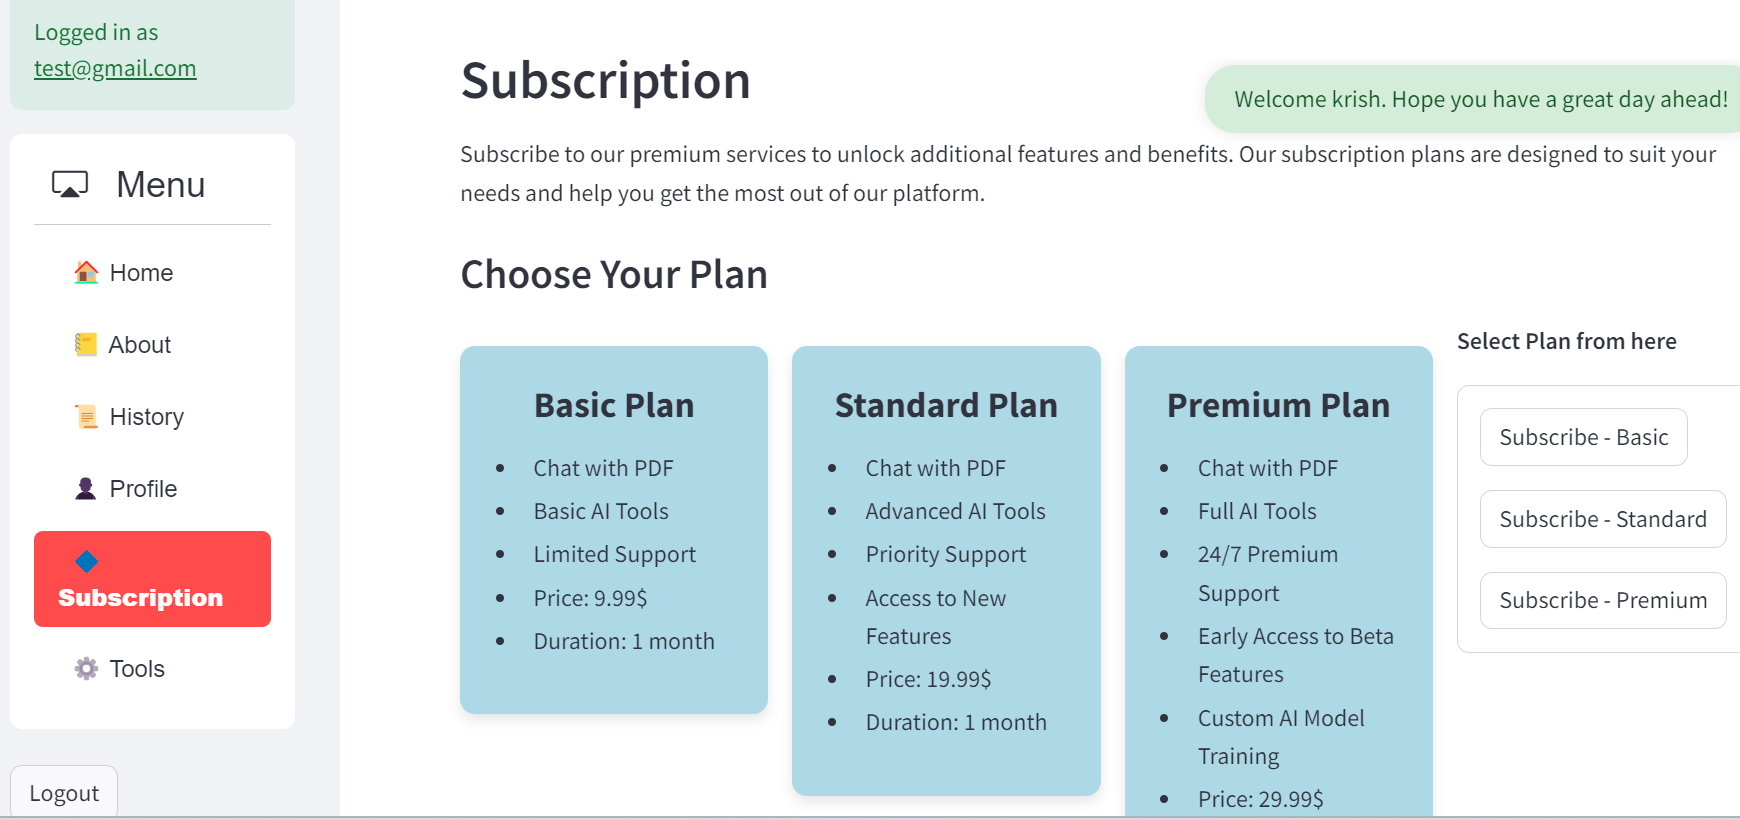 Logged in as
test@gmail.com
Menu
Home
About
History
Profile
Subscription
Tools
Logout
Subscription
Welcome krish. Hope you have a great day ahead!
Subscribe to our premium services to unlock additional features and benefits. Our subscription plans are designed to suit your
needs and help you get the most out of our platform.
Choose Your Plan
Basic Plan
Chat with PDF
Basic AI Tools
Limited Support
Price: 9.99$
Duration: 1 month
Standard Plan
Chat with PDF
Advanced AI Tools
Priority Support
Access to New
Features
Price: 19.99$
Duration: 1 month
Premium Plan
Chat with PDF
Full AI Tools
24/7 Premium
Support
Early Access to Beta
Features
Custom AI Model
Training
Price: 29.99$
Select Plan from here
Subscribe - Basic
Subscribe - Standard
Subscribe - Premium